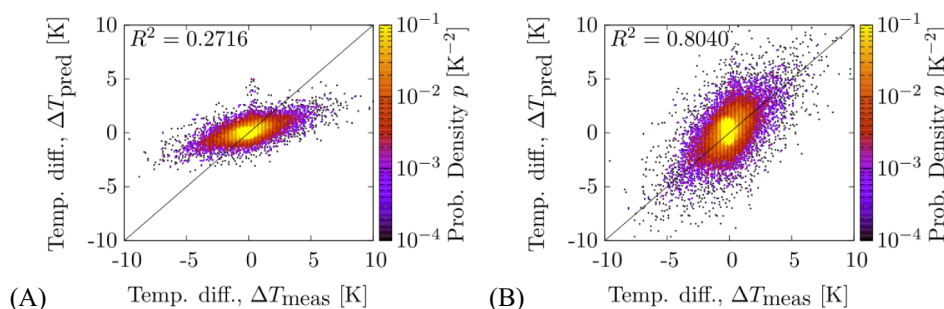 R² = 0.2716
Temp. diff., ΔT_pred [K]
10
5
0
-5
-10
-10
-5
0
5
10
Temp. diff., ΔT_meas [K]
10⁻¹
10⁻²
10⁻³
10⁻⁴
Prob. Density p [K⁻²]
(A)
R² = 0.8040
Temp. diff., ΔT_pred [K]
10
5
0
-5
-10
-10
-5
0
5
10
Temp. diff., ΔT_meas [K]
10⁻¹
10⁻²
10⁻³
10⁻⁴
Prob. Density p [K⁻²]
(B)